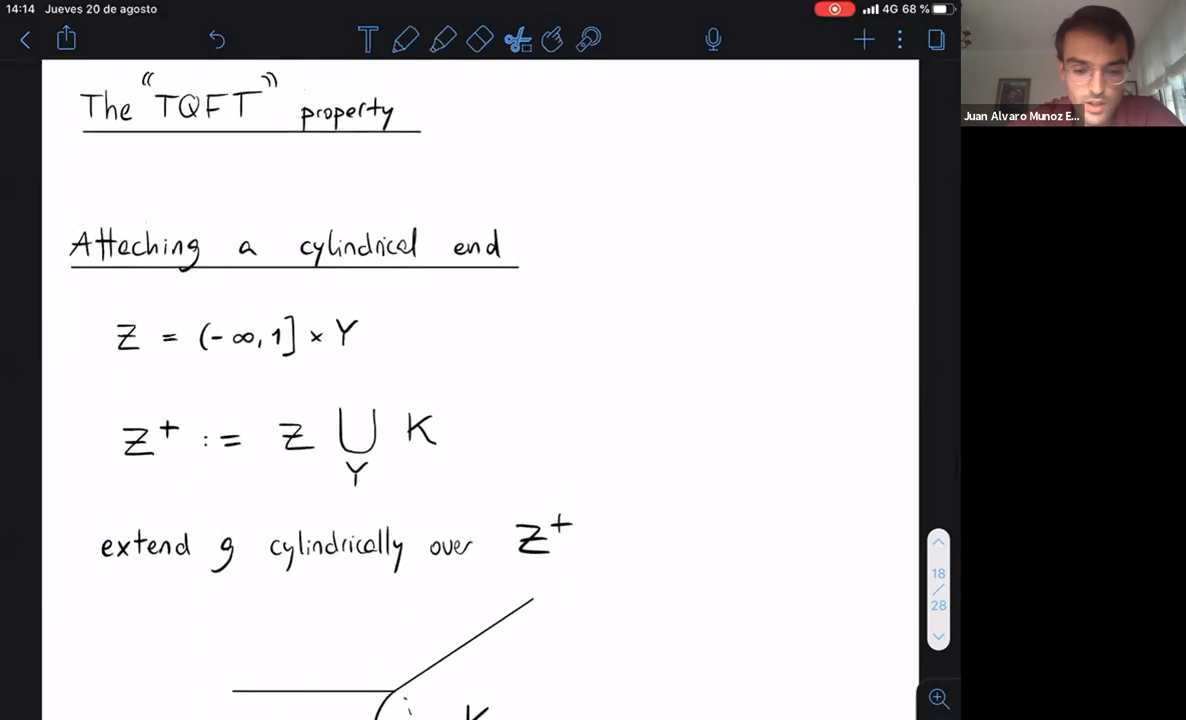 14:14 Jueves 20 de agosto
4G 68 %
The "TQFT" property
Juan Alvaro Munoz E...
Attaching a cylindrical end
Z = (-∞, 1] × Y
Z⁺ := Z ⋃ K
Y
extend g cylindrically over Z⁺
18
/
28
K